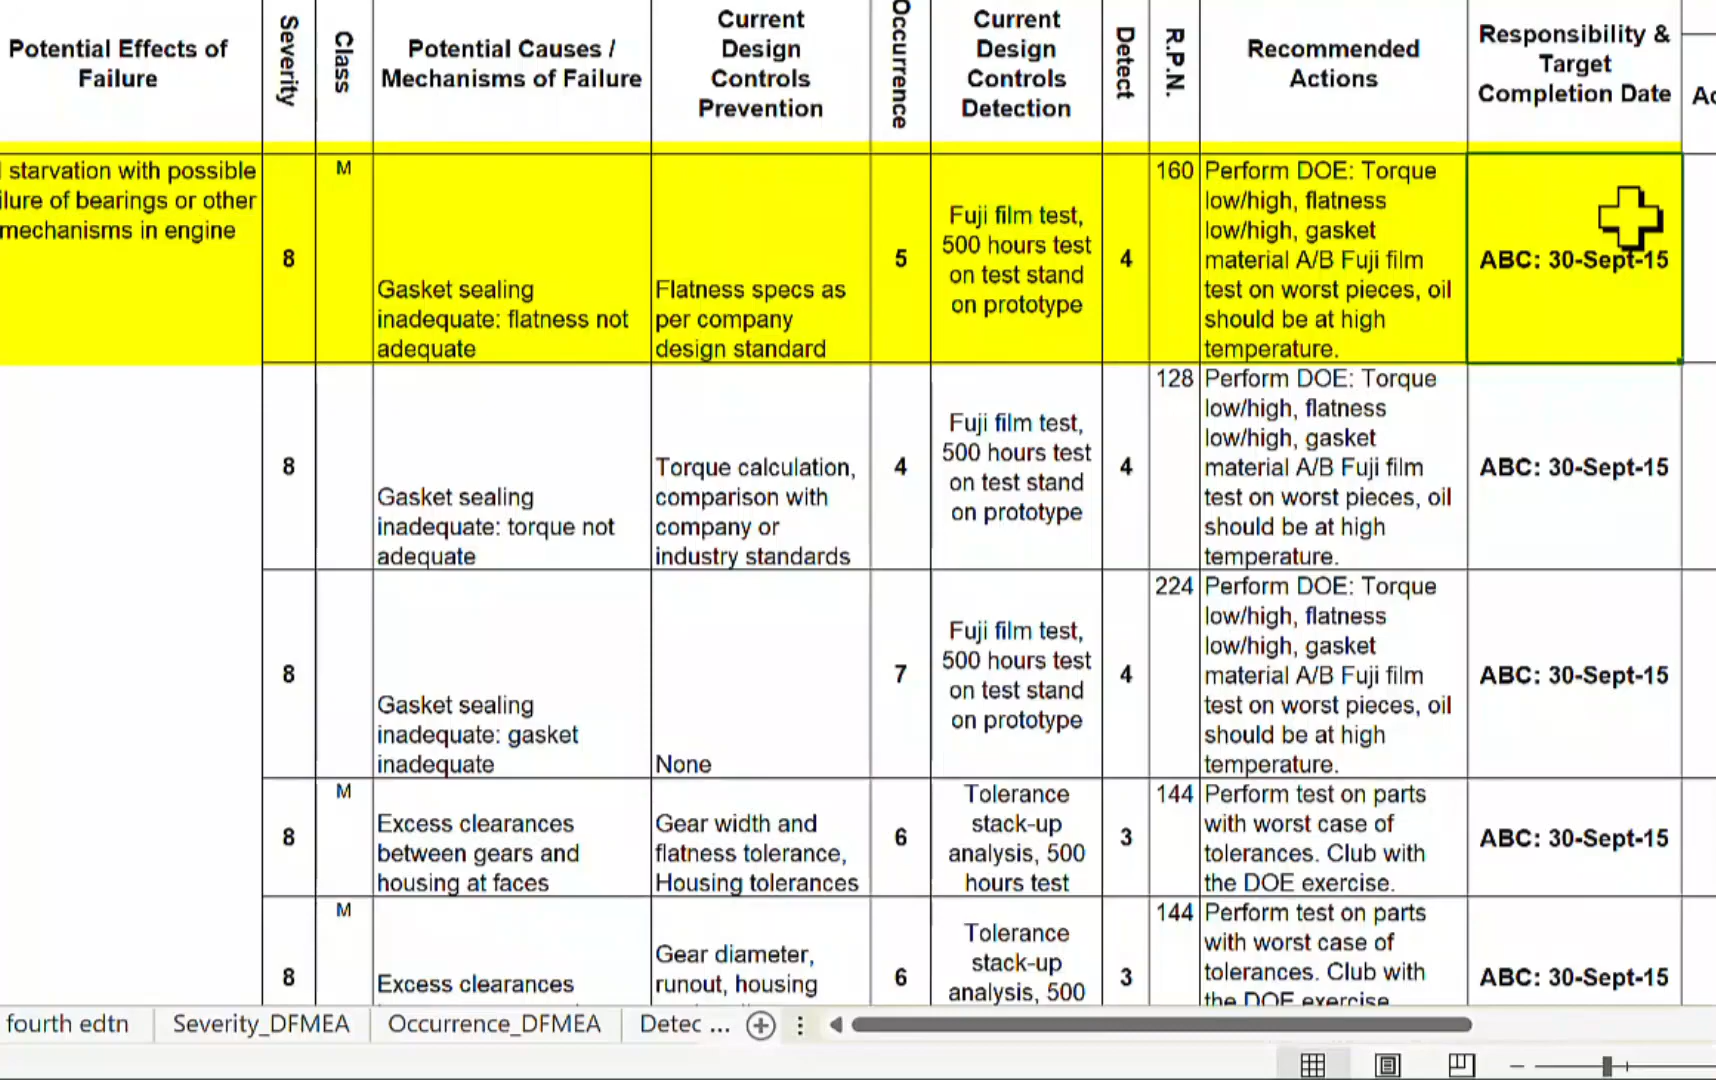 Potential Effects of
Failure
Severity
Class
Potential Causes /
Mechanisms of Failure
Current
Design
Controls
Prevention
Occurrence
Current
Design
Controls
Detection
Detect
R.P.N.
Recommended
Actions
Responsibility &
Target
Completion Date
starvation with possible
of bearings or other
mechanisms in engine
8
M
Gasket sealing
inadequate: flatness not
adequate
Flatness specs as
per company
design standard
5
Fuji film test,
500 hours test
on test stand
on prototype
4
160
Perform DOE: Torque
low/high, flatness
low/high, gasket
material A/B Fuji film
test on worst pieces, oil
should be at high
temperature.
ABC: 30-Sept-15
8
Gasket sealing
inadequate: torque not
adequate
Torque calculation,
comparison with
company or
industry standards
4
Fuji film test,
500 hours test
on test stand
on prototype
4
128
Perform DOE: Torque
low/high, flatness
low/high, gasket
material A/B Fuji film
test on worst pieces, oil
should be at high
temperature.
ABC: 30-Sept-15
8
Gasket sealing
inadequate: gasket
inadequate
None
7
Fuji film test,
500 hours test
on test stand
on prototype
4
224
Perform DOE: Torque
low/high, flatness
low/high, gasket
material A/B Fuji film
test on worst pieces, oil
should be at high
temperature.
ABC: 30-Sept-15
8
M
Excess clearances
between gears and
housing at faces
Gear width and
flatness tolerance,
Housing tolerances
6
Tolerance
stack-up
analysis, 500
hours test
3
144
Perform test on parts
with worst case of
tolerances. Club with
the DOE exercise.
ABC: 30-Sept-15
8
M
Excess clearances
Gear diameter,
runout, housing
6
Tolerance
stack-up
analysis, 500
3
144
Perform test on parts
with worst case of
tolerances. Club with
the DOE exercise
ABC: 30-Sept-15
fourth edtn
Severity_DFMEA
Occurrence_DFMEA
Detec ...